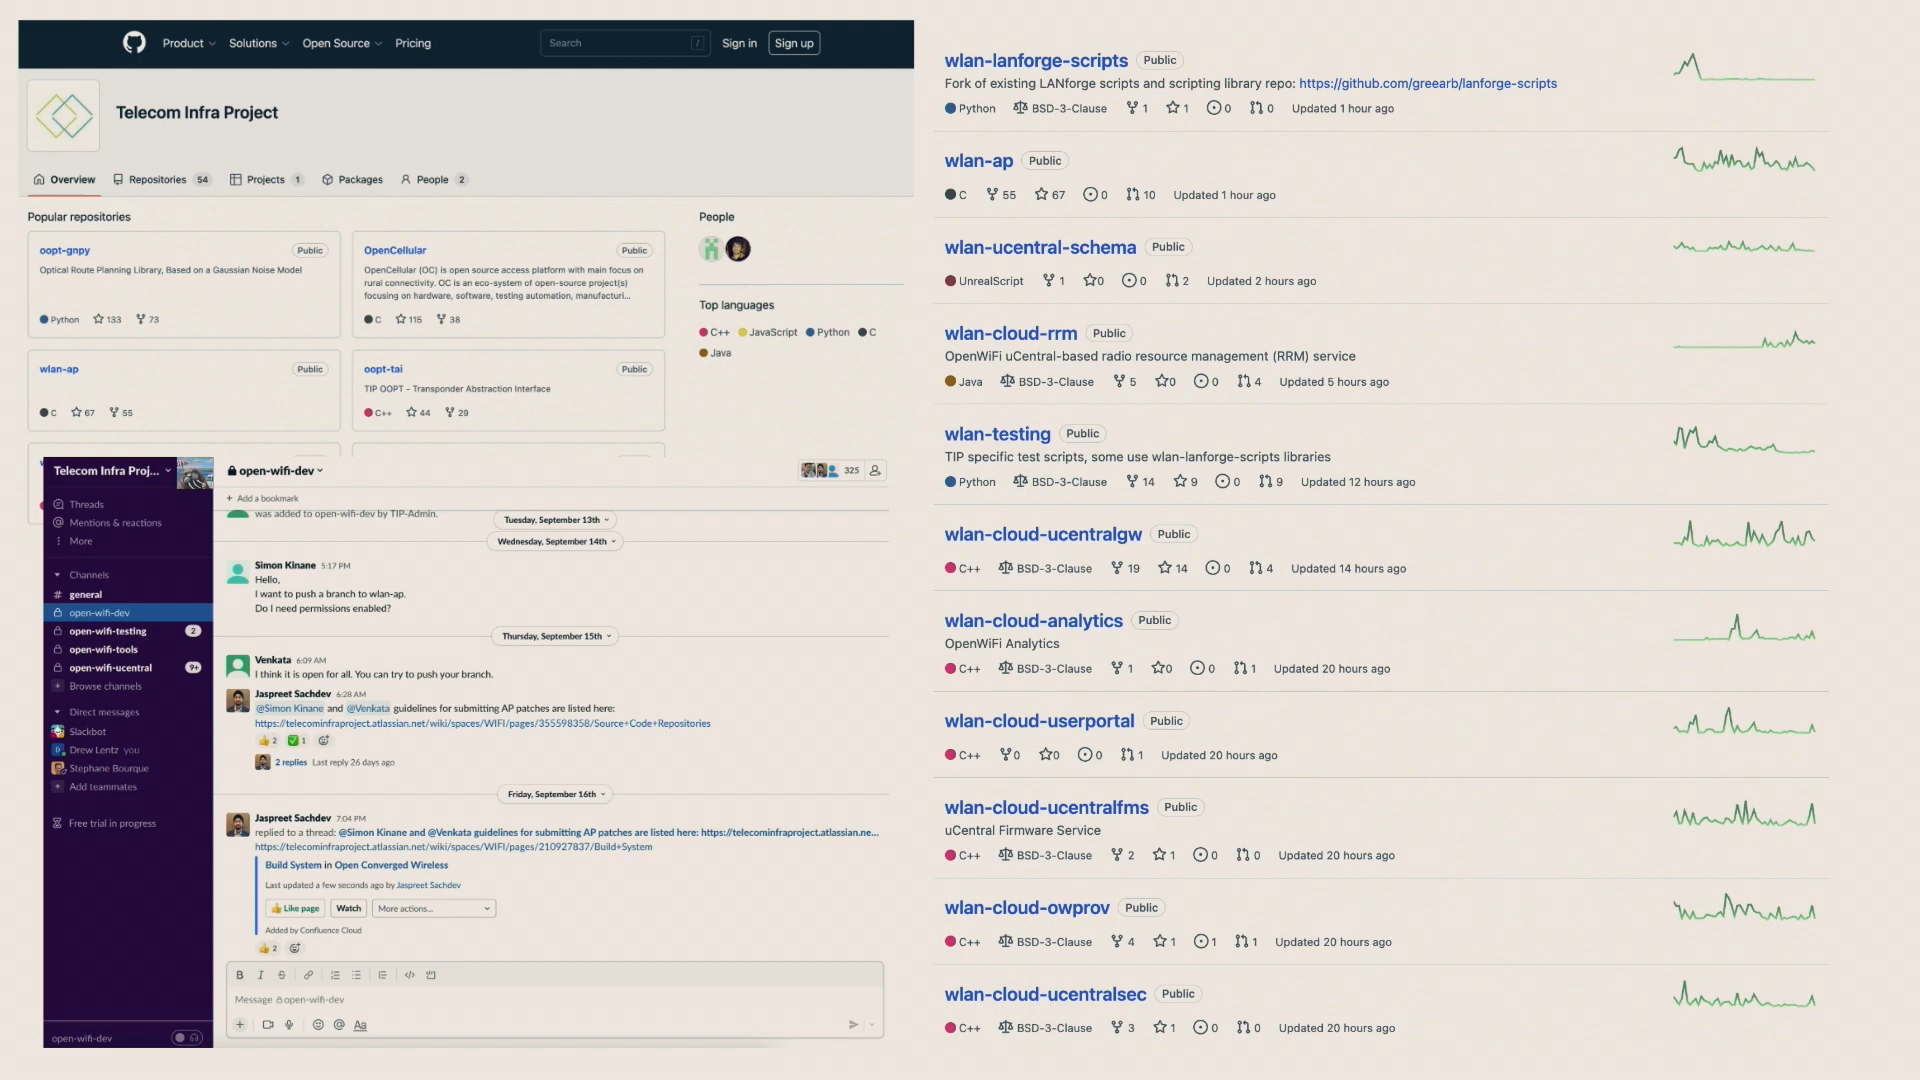 Product
Solutions
Open Source
Pricing
Search
/
Sign in
Sign up
Telecom Infra Project
Overview
Repositories 54
Projects 1
Packages
People 2
Popular repositories
oopt-gnpy Public
Optical Route Planning Library, Based on a Gaussian Noise Model
Python 133 73
OpenCellular Public
OpenCellular (OC) is open source access platform with main focus on
rural connectivity. OC is an eco-system of open-source project(s)
focusing on hardware, software, testing automation, manufacturi...
C 115 38
wlan-ap Public
C 67 55
oopt-tai Public
TIP OOPT - Transponder Abstraction Interface
C++ 44 29
People
Top languages
C++ JavaScript Python C
Java
Telecom Infra Proj...
Threads
Mentions & reactions
More
Channels
# general
open-wifi-dev
open-wifi-testing 2
open-wifi-tools
open-wifi-ucentral 9+
+ Browse channels
Direct messages
Slackbot
Drew Lentz you
Stephane Bourque
+ Add teammates
Free trial in progress
open-wifi-dev
open-wifi-dev
325
+ Add a bookmark
was added to open-wifi-dev by TIP-Admin.
Tuesday, September 13th
Wednesday, September 14th
Simon Kinane 5:17 PM
Hello,
I want to push a branch to wlan-ap.
Do I need permissions enabled?
Thursday, September 15th
Venkata 6:09 AM
I think it is open for all. You can try to push your branch.
Jaspreet Sachdev 6:28 AM
@Simon Kinane and @Venkata guidelines for submitting AP patches are listed here:
https://telecominfraproject.atlassian.net/wiki/spaces/WIFI/pages/355598358/Source+Code+Repositories
2 1
2 replies Last reply 26 days ago
Friday, September 16th
Jaspreet Sachdev 7:04 PM
replied to a thread: @Simon Kinane and @Venkata guidelines for submitting AP patches are listed here: https://telecominfraproject.atlassian.ne...
https://telecominfraproject.atlassian.net/wiki/spaces/WIFI/pages/210927837/Build+System
Build System in Open Converged Wireless
Last updated a few seconds ago by Jaspreet Sachdev
Like page Watch More actions...
Added by Confluence Cloud
2
B I S
Message open-wifi-dev
+ @ Aa
wlan-lanforge-scripts Public
Fork of existing LANforge scripts and scripting library repo: https://github.com/greearb/lanforge-scripts
Python BSD-3-Clause 1 1 0 0 Updated 1 hour ago
wlan-ap Public
C 55 67 0 10 Updated 1 hour ago
wlan-ucentral-schema Public
UnrealScript 1 0 0 2 Updated 2 hours ago
wlan-cloud-rrm Public
OpenWiFi uCentral-based radio resource management (RRM) service
Java BSD-3-Clause 5 0 0 4 Updated 5 hours ago
wlan-testing Public
TIP specific test scripts, some use wlan-lanforge-scripts libraries
Python BSD-3-Clause 14 9 0 9 Updated 12 hours ago
wlan-cloud-ucentralgw Public
C++ BSD-3-Clause 19 14 0 4 Updated 14 hours ago
wlan-cloud-analytics Public
OpenWiFi Analytics
C++ BSD-3-Clause 1 0 0 1 Updated 20 hours ago
wlan-cloud-userportal Public
C++ 0 0 0 1 Updated 20 hours ago
wlan-cloud-ucentralfms Public
uCentral Firmware Service
C++ BSD-3-Clause 2 1 0 0 Updated 20 hours ago
wlan-cloud-owprov Public
C++ BSD-3-Clause 4 1 1 1 Updated 20 hours ago
wlan-cloud-ucentralsec Public
C++ BSD-3-Clause 3 1 0 0 Updated 20 hours ago